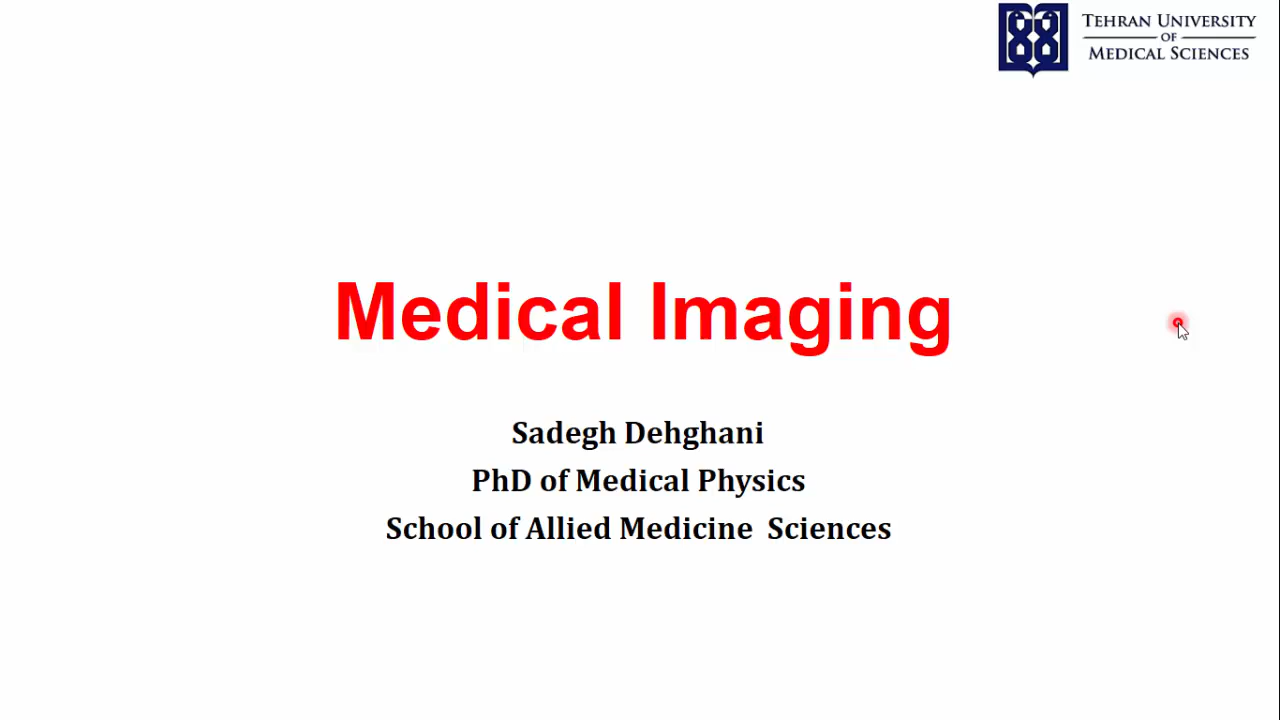 TEHRAN UNIVERSITY
OF
MEDICAL SCIENCES
Medical Imaging
Sadegh Dehghani
PhD of Medical Physics
School of Allied Medicine  Sciences